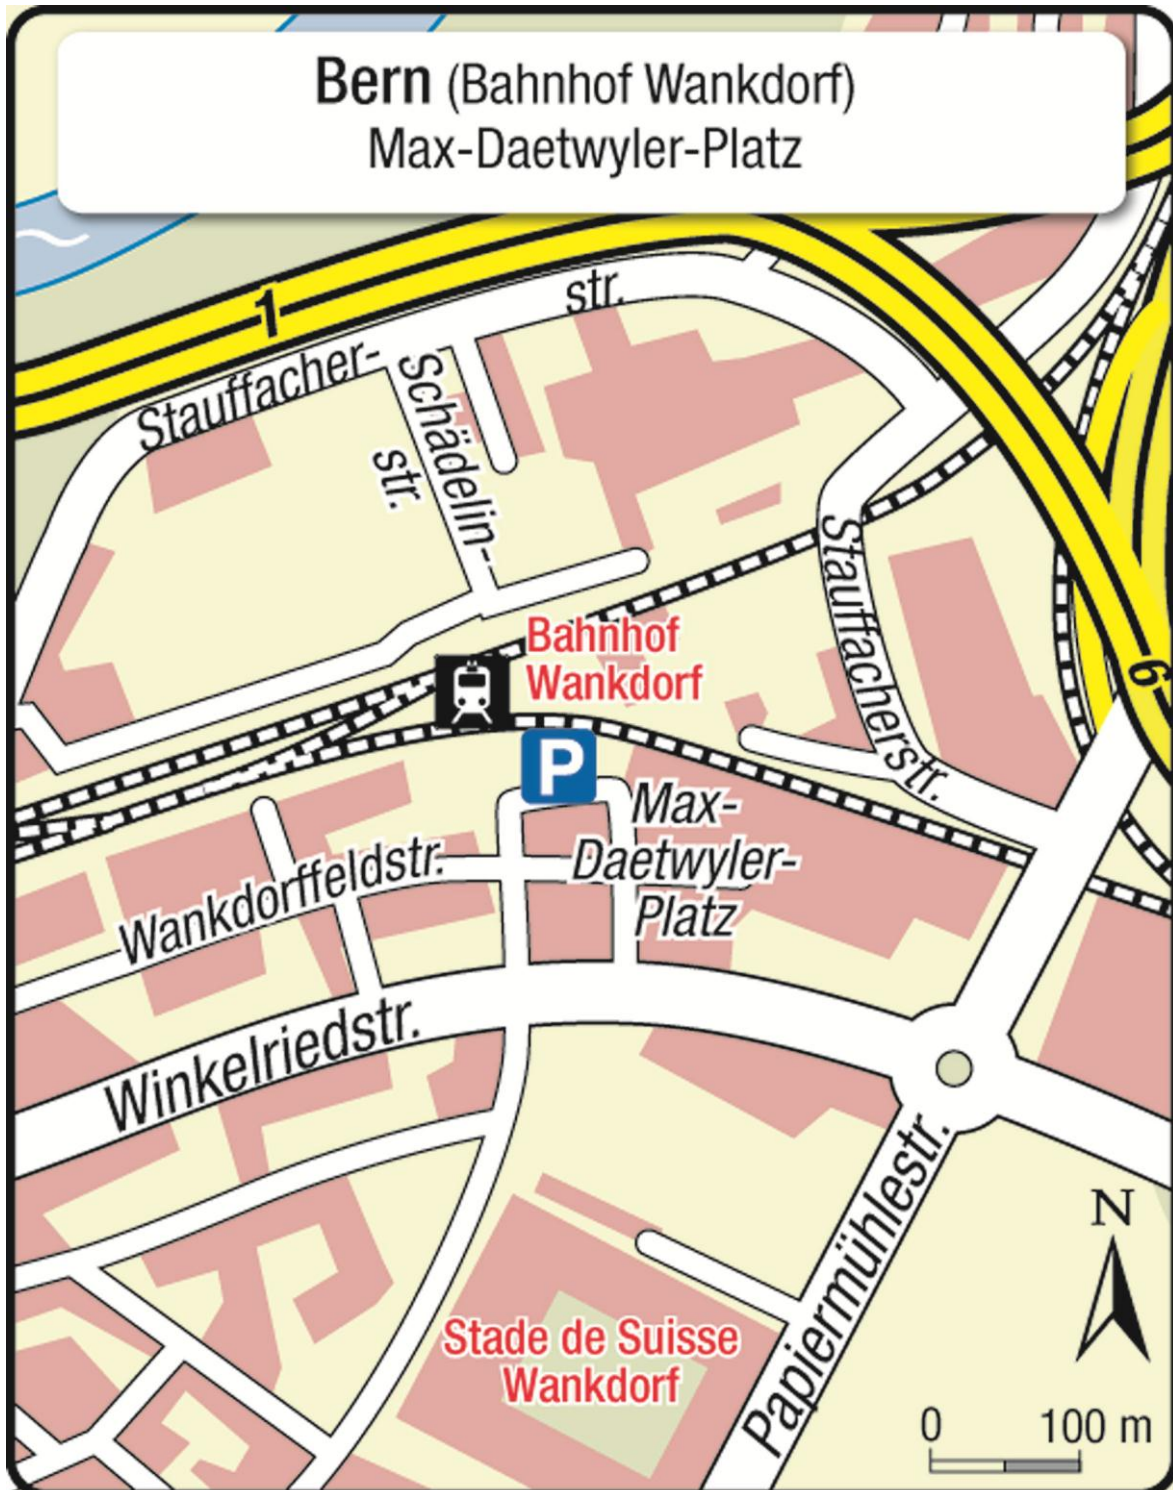 Bern (Bahnhof Wankdorf)
Max-Daetwyler-Platz
1
str.
Stauffacher-
Schädelin-
str.
Stauffacherstr.
Bahnhof
Wankdorf
6
P
Max-
Daetwyler-
Platz
Wankdorffeldstr.
Winkelriedstr.
Papiermühlestr.
N
Stade de Suisse
Wankdorf
0 100 m